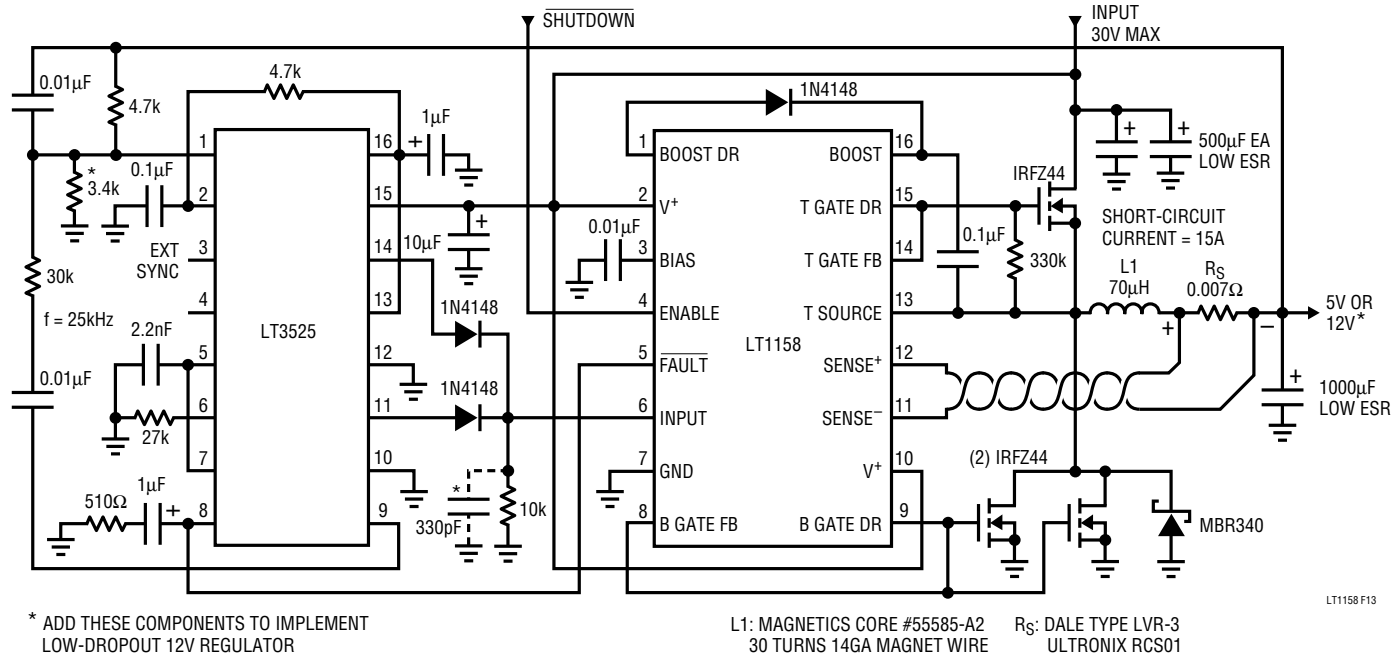 SHUTDOWN
INPUT
30V MAX
0.01µF
4.7k
4.7k
1N4148
1µF
+
+
+
500µF EA
LOW ESR
1
16
1
BOOST DR
BOOST
16
*
3.4k
0.1µF
IRFZ44
2
15
2
V+
T GATE DR
15
SHORT-CIRCUIT
CURRENT = 15A
+
10µF
0.01µF
0.1µF
330k
EXT
SYNC
3
14
3
BIAS
T GATE FB
14
L1
70µH
RS
0.007Ω
30k
4
13
4
ENABLE
T SOURCE
13
5V OR
12V*
+
−
f = 25kHz
1N4148
LT3525
LT1158
2.2nF
5
12
5
FAULT
SENSE+
12
0.01µF
1N4148
+
1000µF
LOW ESR
6
11
6
INPUT
SENSE−
11
27k
7
10
7
GND
V+
10
(2) IRFZ44
510Ω
1µF
+
*
330pF
10k
8
9
8
B GATE FB
B GATE DR
9
MBR340
LT1158 F13
* ADD THESE COMPONENTS TO IMPLEMENT
LOW-DROPOUT 12V REGULATOR
L1: MAGNETICS CORE #55585-A2
30 TURNS 14GA MAGNET WIRE
RS: DALE TYPE LVR-3
ULTRONIX RCS01